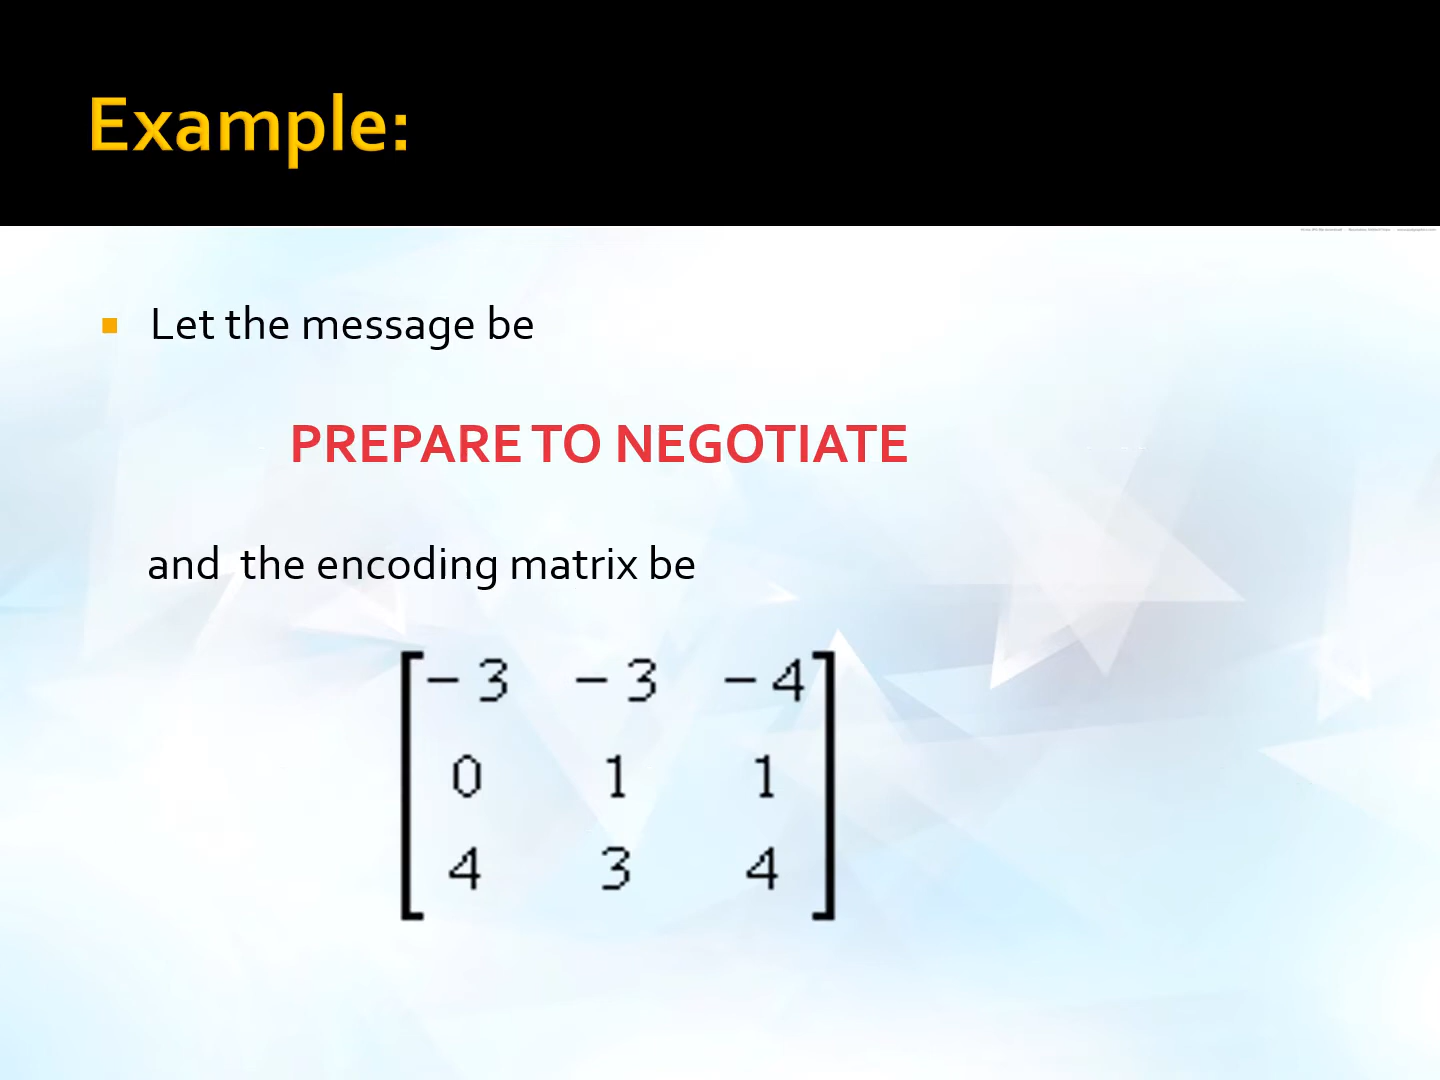 Example:
Let the message be
PREPARE TO NEGOTIATE
and the encoding matrix be
-3 -3 -4
0 1 1
4 3 4